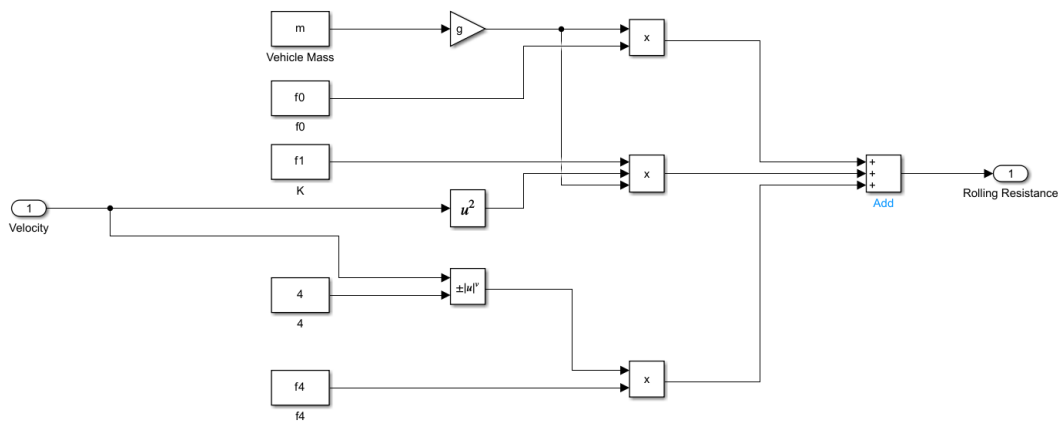 m
g
x
Vehicle Mass
f0
f0
f1
K
x
+
+
+
Add
1
Rolling Resistance
1
Velocity
u²
4
4
±|u|ᵛ
x
f4
f4